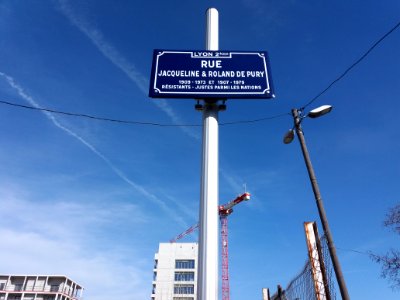 LYON 2ème
RUE
JACQUELINE & ROLAND DE PURY
1909 - 1973 ET 1907 - 1979
RÉSISTANTS - JUSTES PARMI LES NATIONS